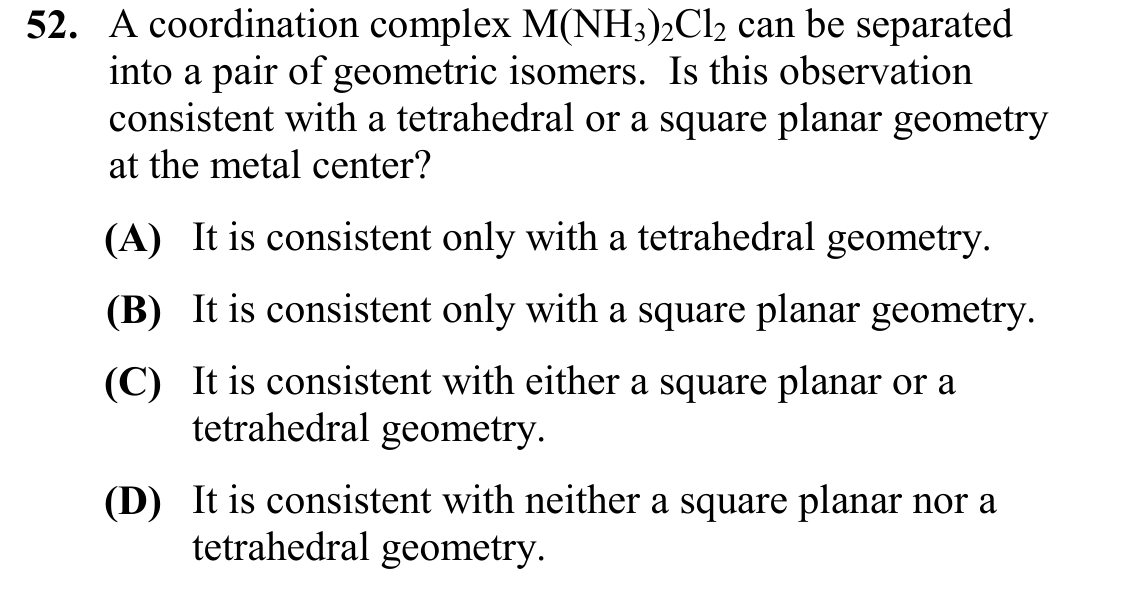 52. A coordination complex M(NH₃)₂Cl₂ can be separated
into a pair of geometric isomers. Is this observation
consistent with a tetrahedral or a square planar geometry
at the metal center?
(A) It is consistent only with a tetrahedral geometry.
(B) It is consistent only with a square planar geometry.
(C) It is consistent with either a square planar or a
tetrahedral geometry.
(D) It is consistent with neither a square planar nor a
tetrahedral geometry.